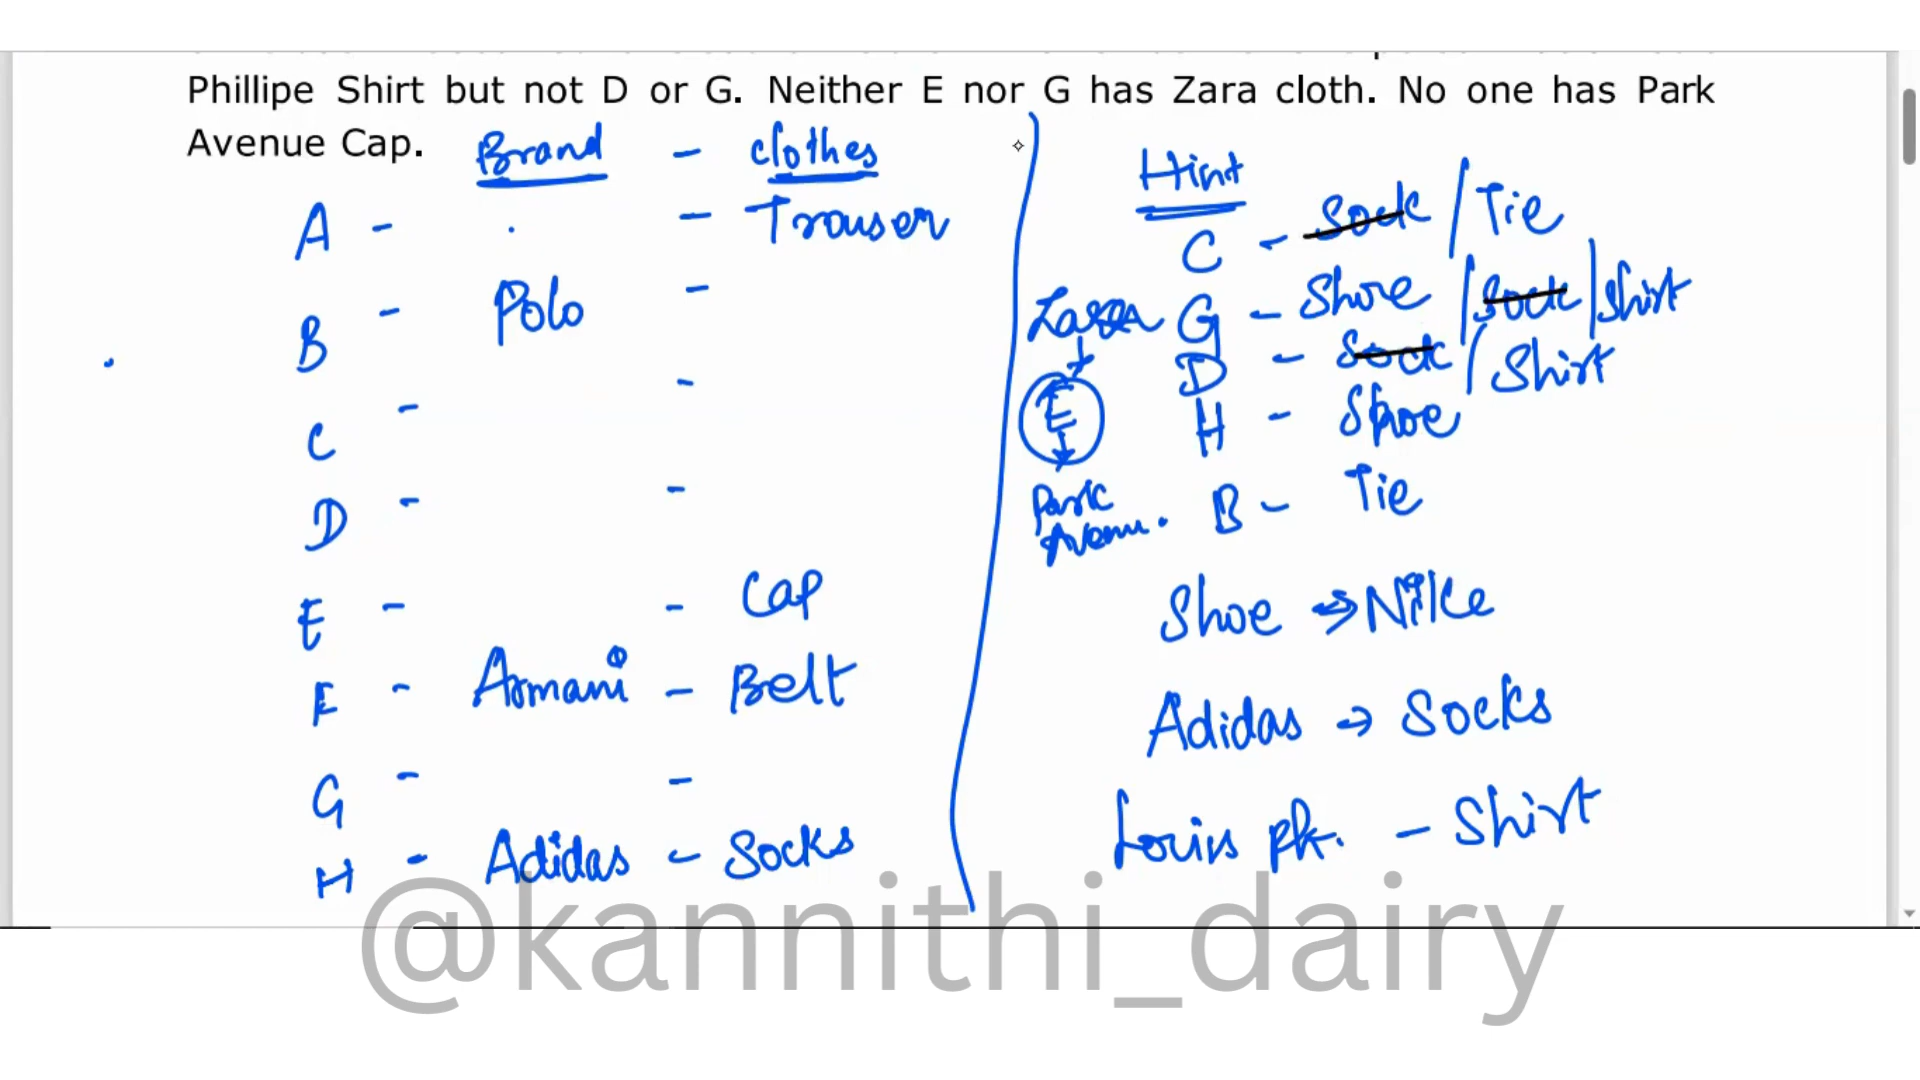 Phillipe Shirt but not D or G. Neither E nor G has Zara cloth. No one has Park
Avenue Cap.
Brand - clothes
A - - Trouser
B - Polo -
C - -
D - -
E - - Cap
F - Armani - Belt
G - -
H - Adidas - Socks
Hint
C - Sock / Tie
G - Shoe / Sock | Shirt
D - Sock / Shirt
H - Shoe
E
Park
Avenu. B - Tie
Shoe → Nike
Adidas → Socks
Louis ph. - Shirt
@kannithi_dairy